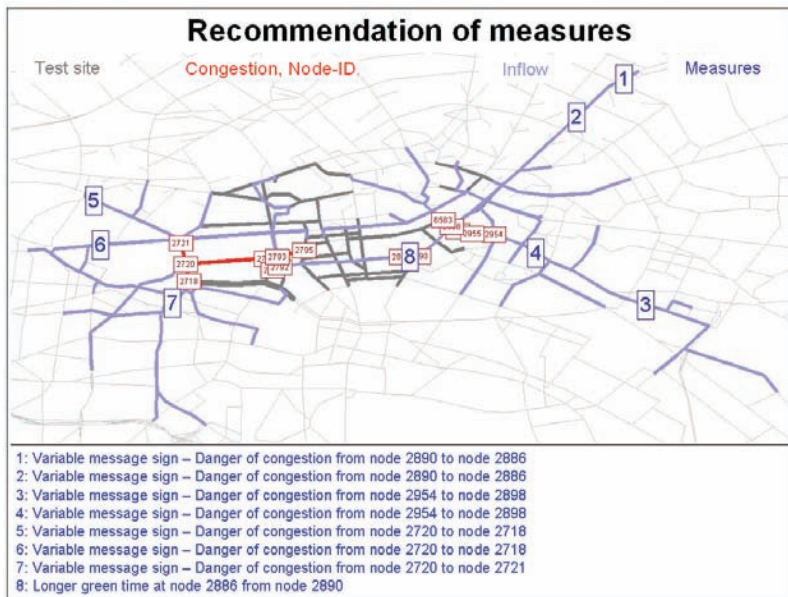 Recommendation of measures
Test site Congestion, Node-ID. Inflow Measures
1
2
5
6583
2955 2954
2721
6
2795
4
2793
8
2720
2792
2718
7
3
1: Variable message sign – Danger of congestion from node 2890 to node 2886
2: Variable message sign – Danger of congestion from node 2890 to node 2886
3: Variable message sign – Danger of congestion from node 2954 to node 2898
4: Variable message sign – Danger of congestion from node 2954 to node 2898
5: Variable message sign – Danger of congestion from node 2720 to node 2718
6: Variable message sign – Danger of congestion from node 2720 to node 2718
7: Variable message sign – Danger of congestion from node 2720 to node 2721
8: Longer green time at node 2886 from node 2890